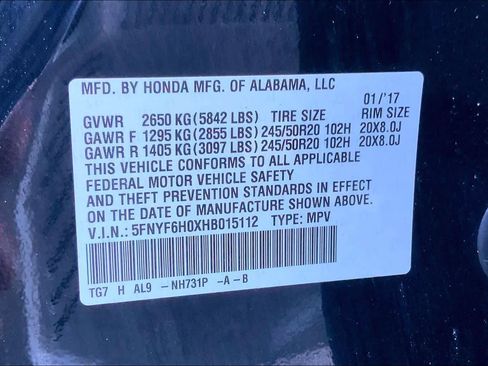 MFD. BY HONDA MFG. OF ALABAMA, LLC
01/'17
GVWR 2650 KG (5842 LBS) TIRE SIZE RIM SIZE
GAWR F 1295 KG (2855 LBS) 245/50R20 102H 20X8.0J
GAWR R 1405 KG (3097 LBS) 245/50R20 102H 20X8.0J
THIS VEHICLE CONFORMS TO ALL APPLICABLE
FEDERAL MOTOR VEHICLE SAFETY
AND THEFT PREVENTION STANDARDS IN EFFECT
ON THE DATE OF MANUFACTURE SHOWN ABOVE.
V.I.N.: 5FNYF6H0XHB015112 TYPE: MPV
TG7 H AL9 -NH731P -A-B